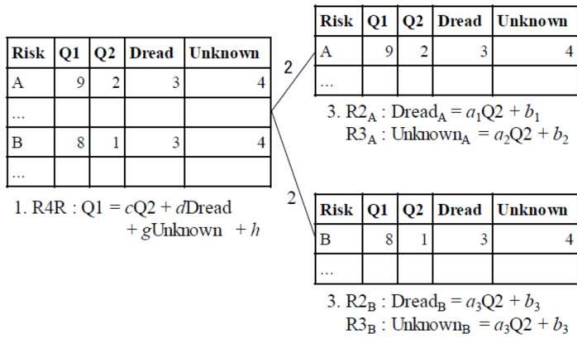 Risk Q1 Q2 Dread Unknown
A 9 2 3 4
...
B 8 1 3 4
...
1. R4R : Q1 = cQ2 + dDread
+ gUnknown + h
2
2
Risk Q1 Q2 Dread Unknown
A 9 2 3 4
...
3. R2A : DreadA = a1Q2 + b1
R3A : UnknownA = a2Q2 + b2
Risk Q1 Q2 Dread Unknown
B 8 1 3 4
...
3. R2B : DreadB = a3Q2 + b3
R3B : UnknownB = a3Q2 + b3